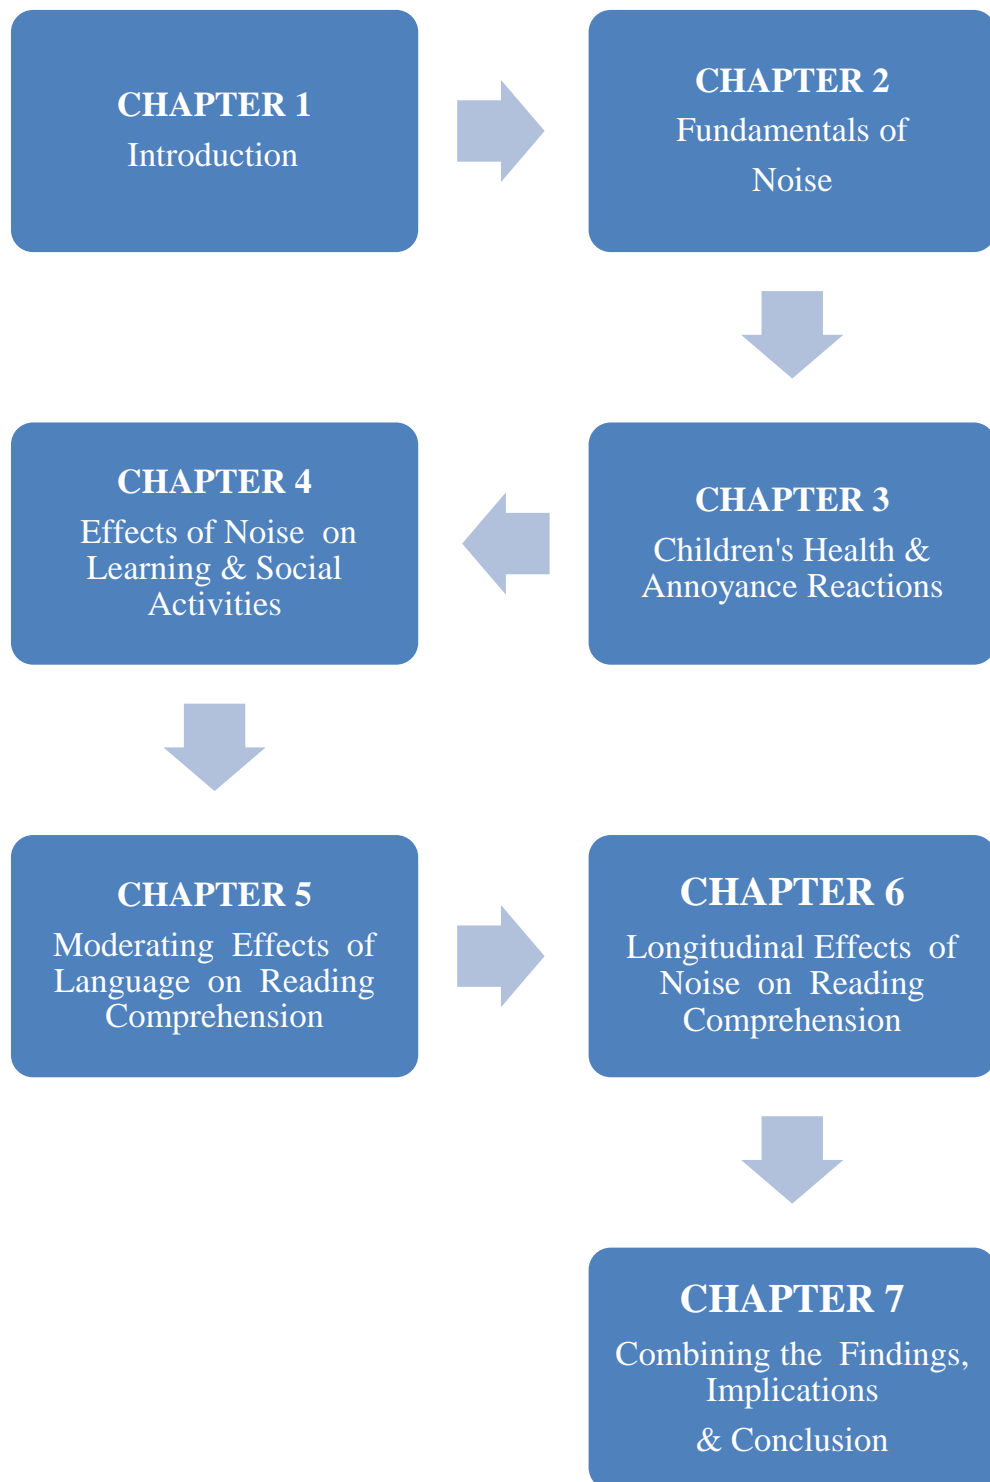 CHAPTER 1
Introduction
CHAPTER 2
Fundamentals of
Noise
CHAPTER 3
Children's Health &
Annoyance Reactions
CHAPTER 4
Effects of Noise on
Learning & Social
Activities
CHAPTER 5
Moderating Effects of
Language on Reading
Comprehension
CHAPTER 6
Longitudinal Effects of
Noise on Reading
Comprehension
CHAPTER 7
Combining the Findings,
Implications
& Conclusion